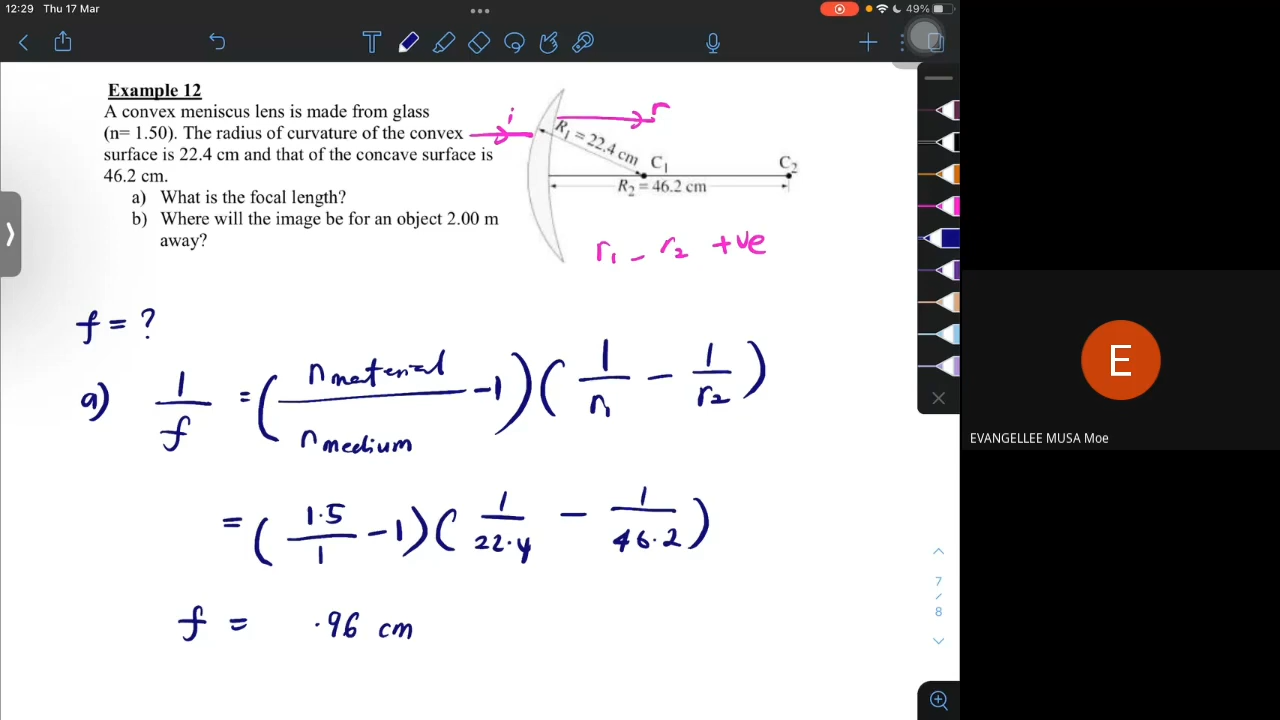 12:29 Thu 17 Mar
49%
Example 12
A convex meniscus lens is made from glass
(n= 1.50). The radius of curvature of the convex
surface is 22.4 cm and that of the concave surface is
46.2 cm.
a) What is the focal length?
b) Where will the image be for an object 2.00 m
away?
i
r
R₁ = 22.4 cm
C₁
C₂
R₂ = 46.2 cm
r₁ - r₂ +ve
f = ?
a) 1/f = (n material / n medium - 1)(1/r₁ - 1/r₂)
= (1.5/1 - 1)(1/22.4 - 1/46.2)
f = .96 cm
7
/
8
E
EVANGELLEE MUSA Moe